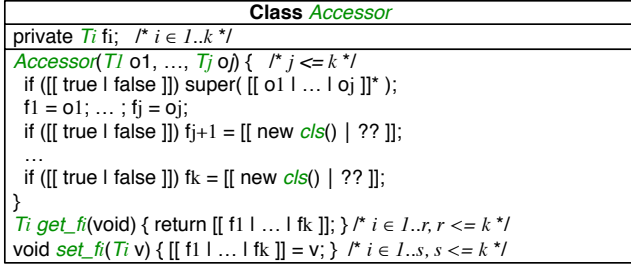 Class Accessor
private Ti fi; /* i ∈ 1..k */
Accessor(T1 o1, …, Tj oj) { /* j <= k */
if ([[ true | false ]]) super( [[ o1 | … | oj ]]* );
f1 = o1; … ; fj = oj;
if ([[ true | false ]]) fj+1 = [[ new cls() | ?? ]];
…
if ([[ true | false ]]) fk = [[ new cls() | ?? ]];
}
Ti get_fi(void) { return [[ f1 | … | fk ]]; } /* i ∈ 1..r, r <= k */
void set_fi(Ti v) { [[ f1 | … | fk ]] = v; } /* i ∈ 1..s, s <= k */